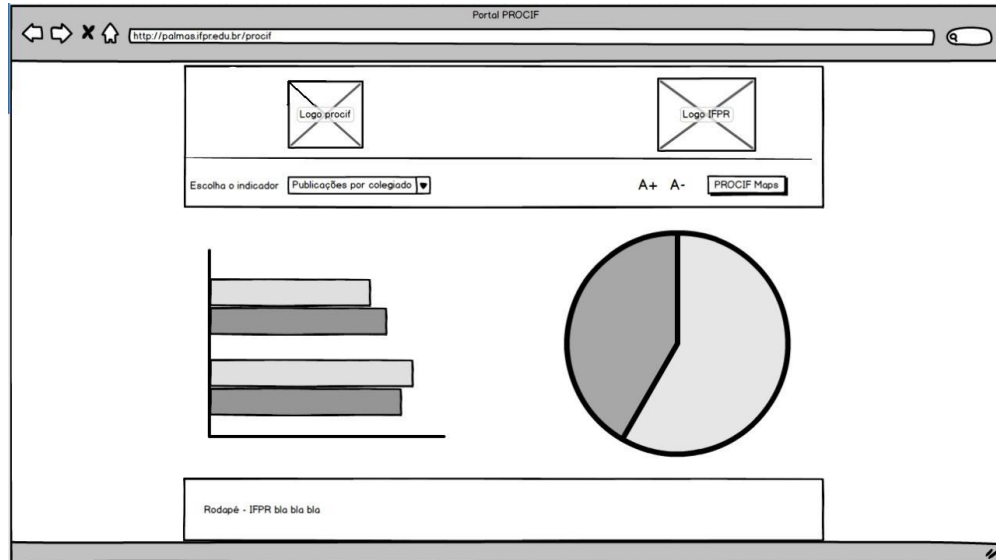 Portal PROCIF
http://palmas.ifpr.edu.br/procif
Logo procif
Logo IFPR
Escolha o indicador
Publicações por colegiado
A+ A-
PROCIF Maps
Rodapé - IFPR bla bla bla